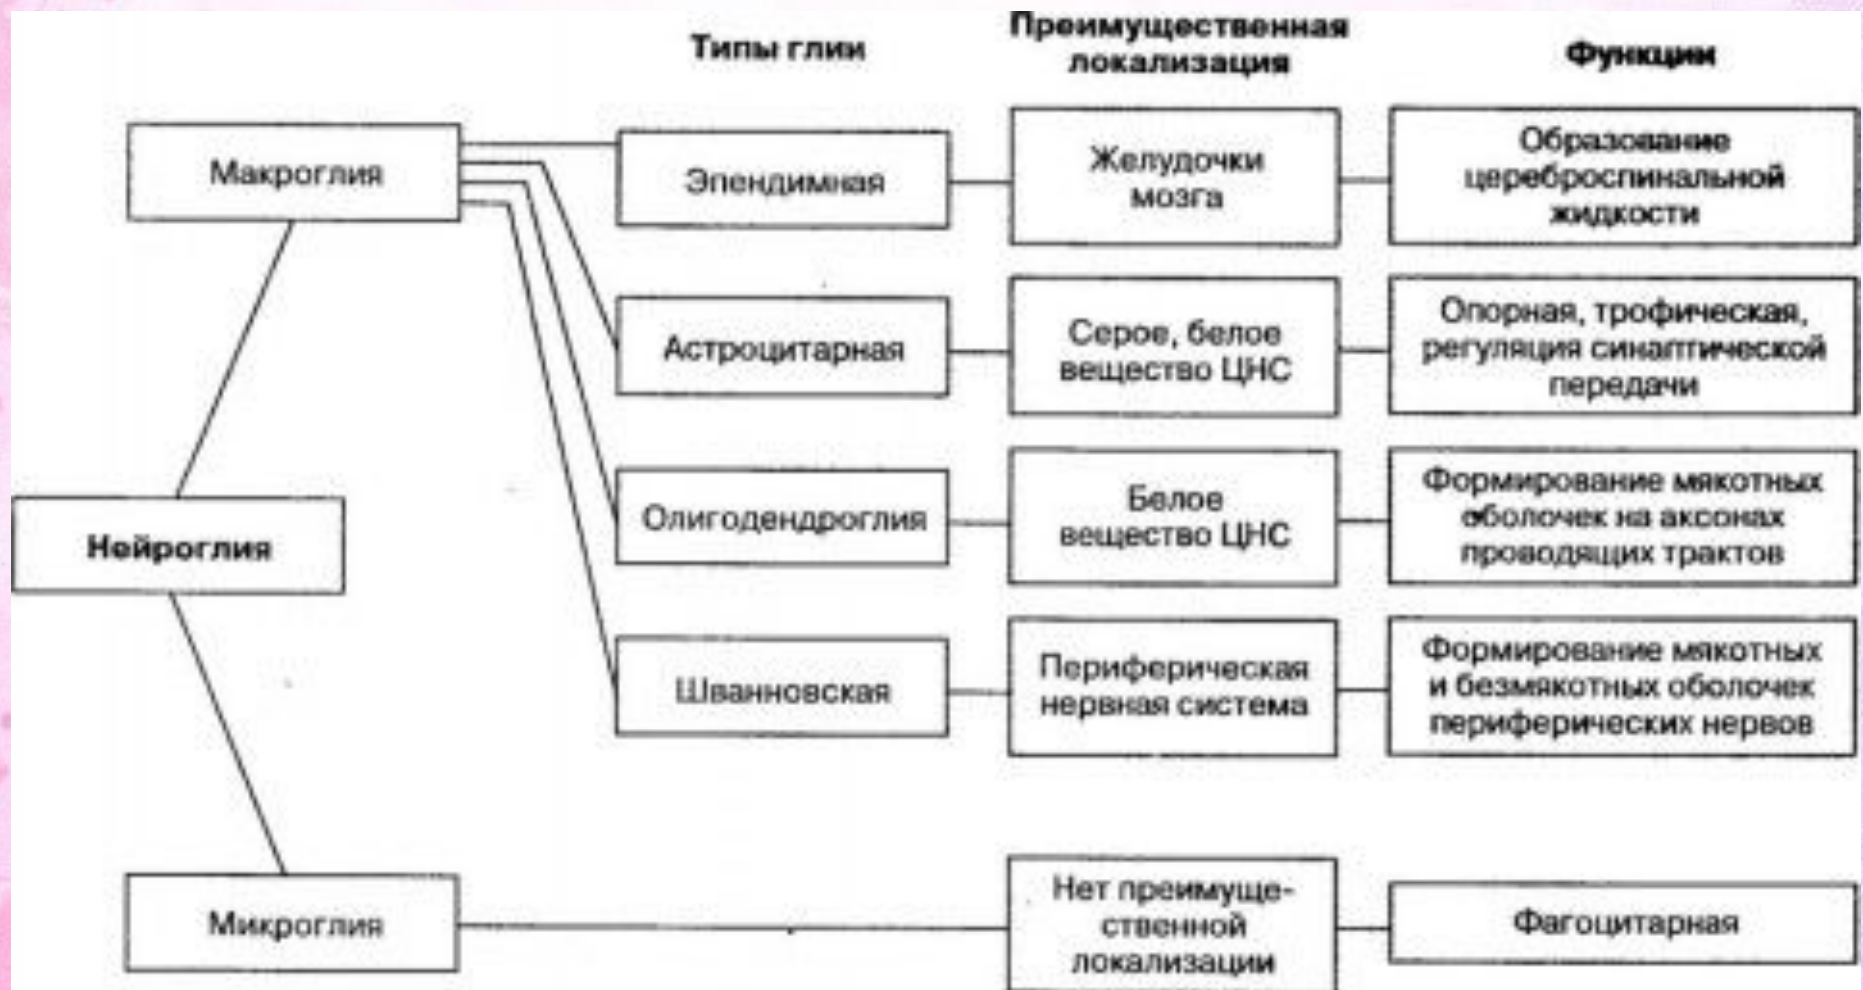 Типы глии
Преимущественная
локализация
Функции
Макроглия
Эпендимная
Желудочки
мозга
Образование
цереброспинальной
жидкости
Астроцитарная
Серое, белое
вещество ЦНС
Опорная, трофическая,
регуляция синаптической
передачи
Олигодендроглия
Белое
вещество ЦНС
Формирование мякотных
оболочек на аксонах
проводящих трактов
Нейроглия
Шванновская
Периферическая
нервная система
Формирование мякотных
и безмякотных оболочек
периферических нервов
Микроглия
Нет преимуще-
ственной
локализации
Фагоцитарная